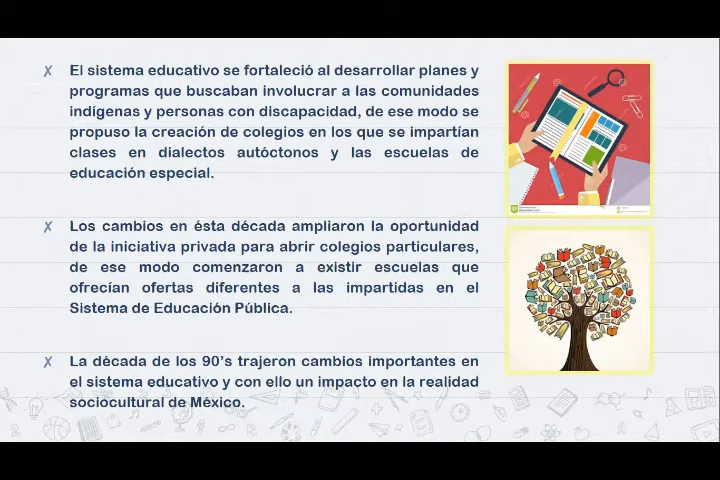 El sistema educativo se fortaleció al desarrollar planes y
programas que buscaban involucrar a las comunidades
indígenas y personas con discapacidad, de ese modo se
propuso la creación de colegios en los que se impartían
clases en dialectos autóctonos y las escuelas de
educación especial.
Los cambios en ésta década ampliaron la oportunidad
de la iniciativa privada para abrir colegios particulares,
de ese modo comenzaron a existir escuelas que
ofrecían ofertas diferentes a las impartidas en el
Sistema de Educación Pública.
La década de los 90’s trajeron cambios importantes en
el sistema educativo y con ello un impacto en la realidad
sociocultural de México.